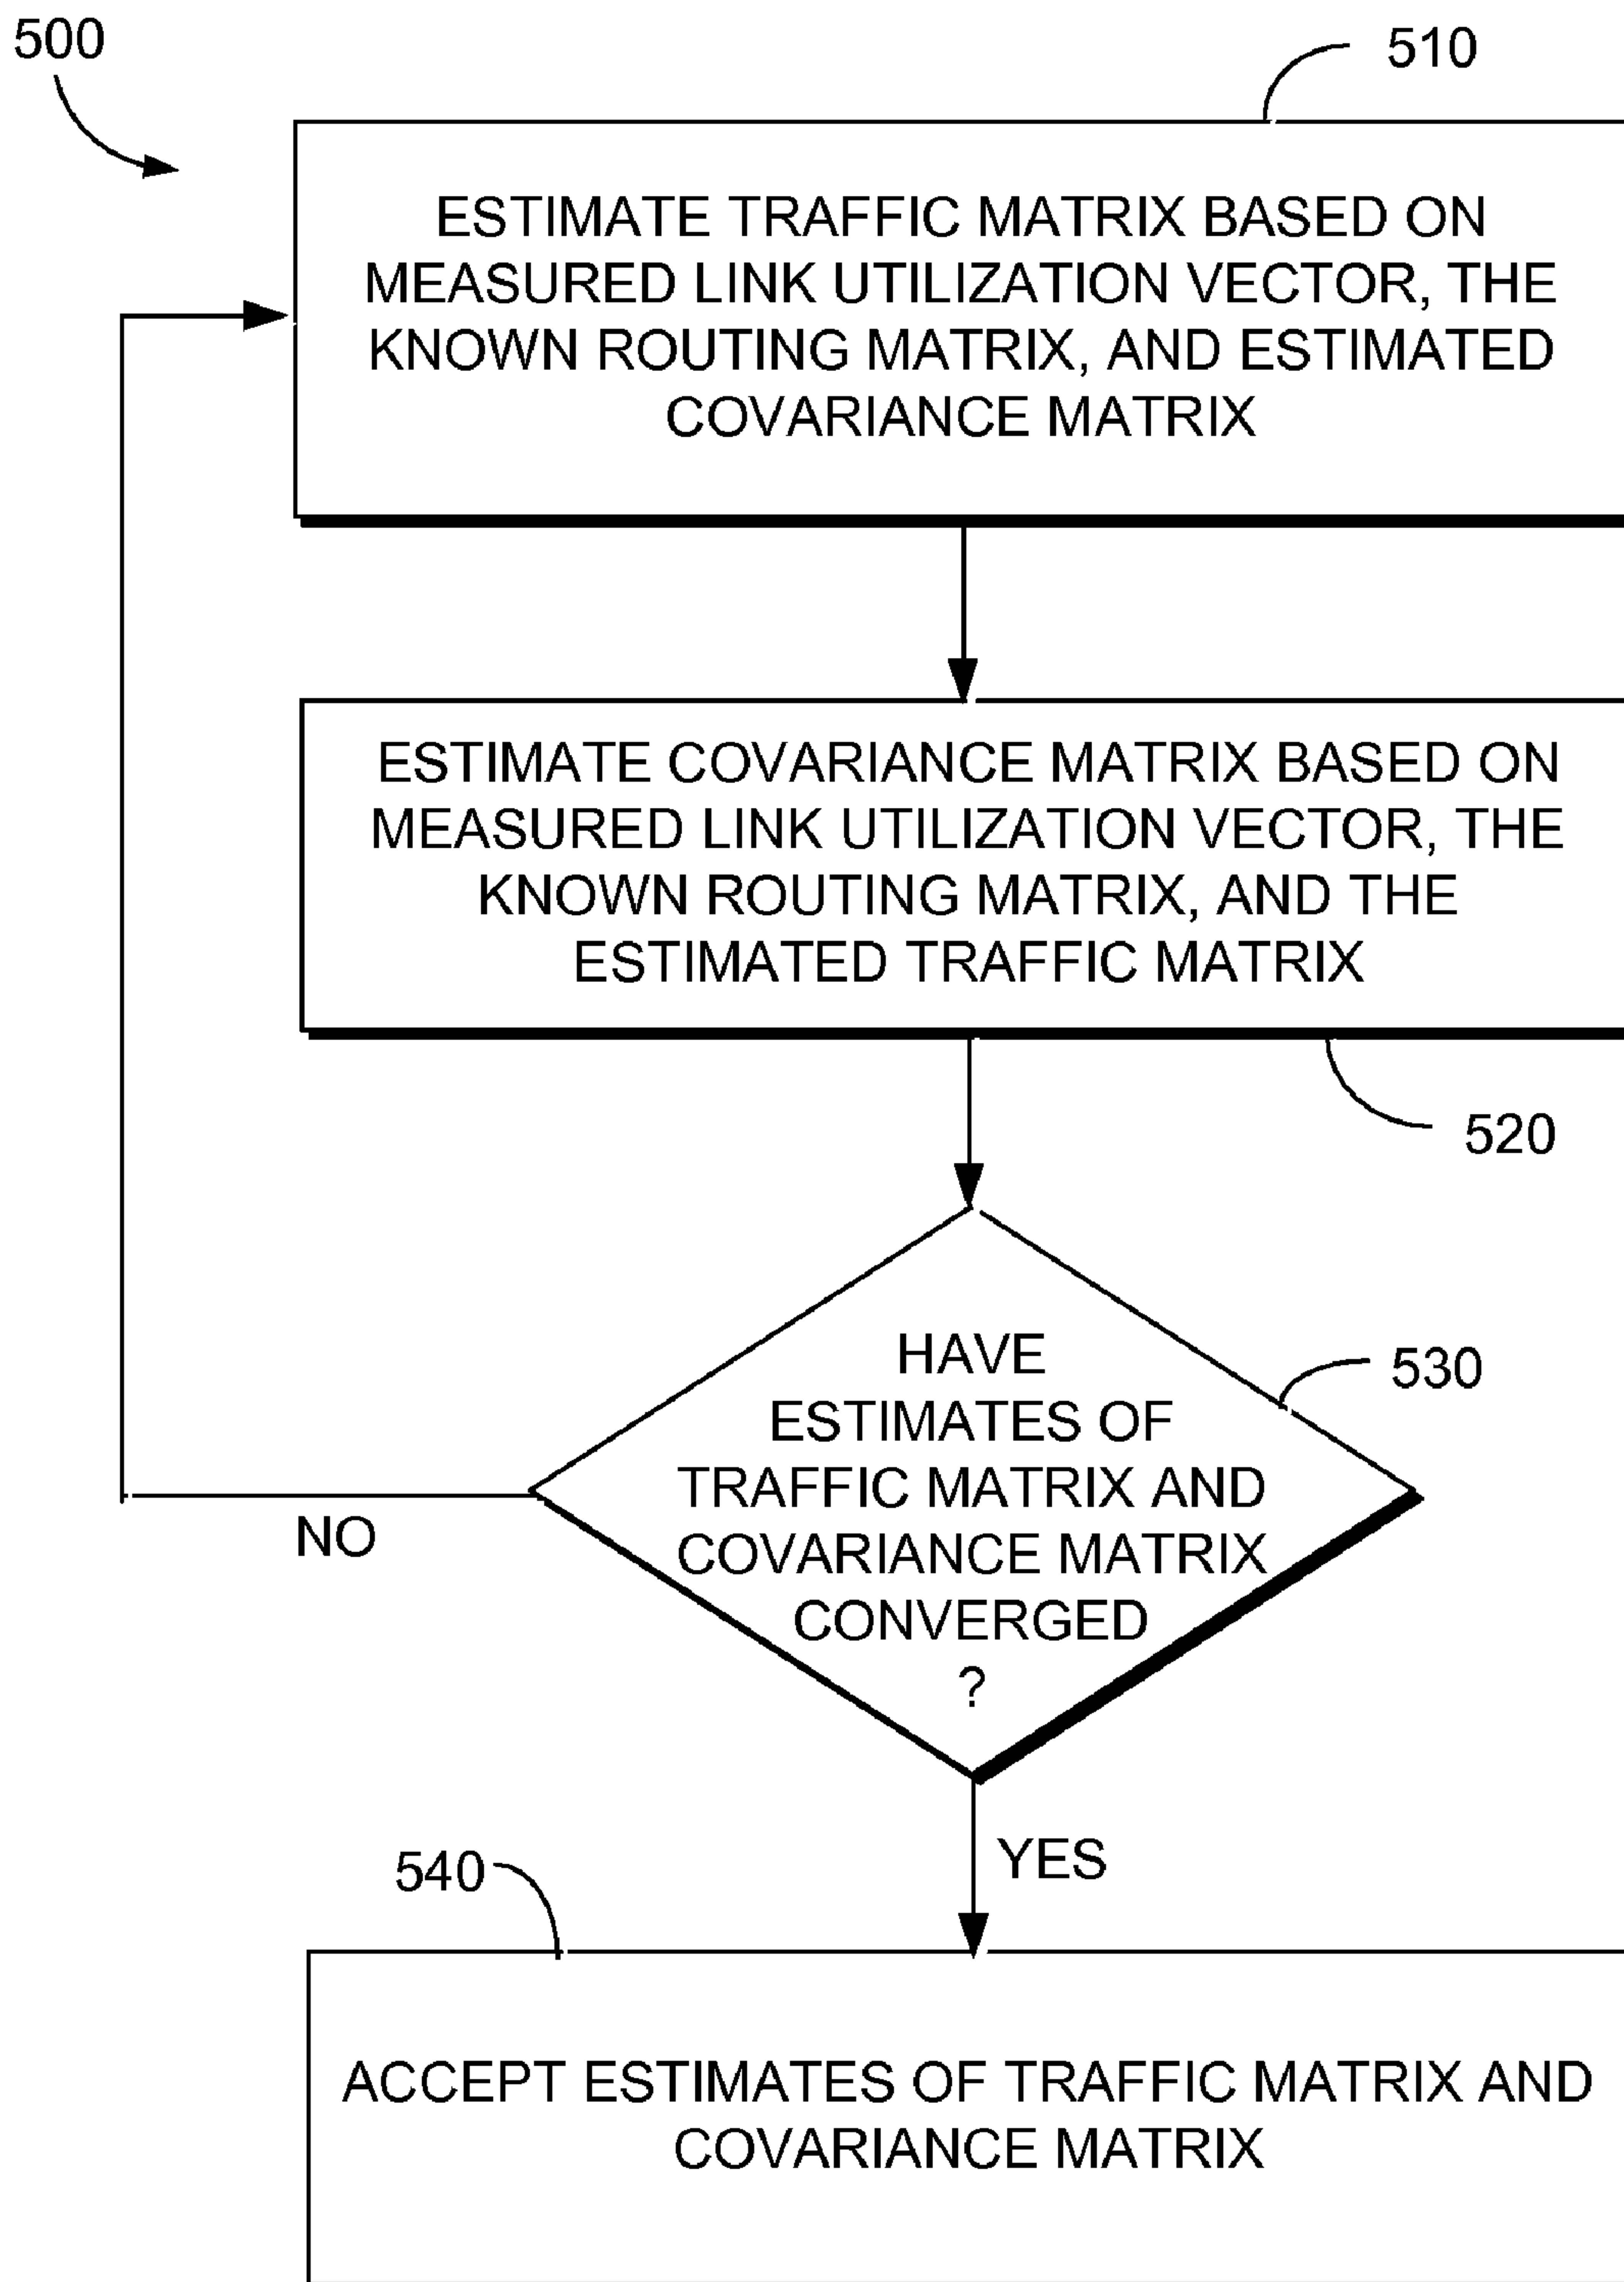 500
510
ESTIMATE TRAFFIC MATRIX BASED ON
MEASURED LINK UTILIZATION VECTOR, THE
KNOWN ROUTING MATRIX, AND ESTIMATED
COVARIANCE MATRIX
ESTIMATE COVARIANCE MATRIX BASED ON
MEASURED LINK UTILIZATION VECTOR, THE
KNOWN ROUTING MATRIX, AND THE
ESTIMATED TRAFFIC MATRIX
520
HAVE
ESTIMATES OF
TRAFFIC MATRIX AND
COVARIANCE MATRIX
CONVERGED
?
530
NO
YES
540
ACCEPT ESTIMATES OF TRAFFIC MATRIX AND
COVARIANCE MATRIX